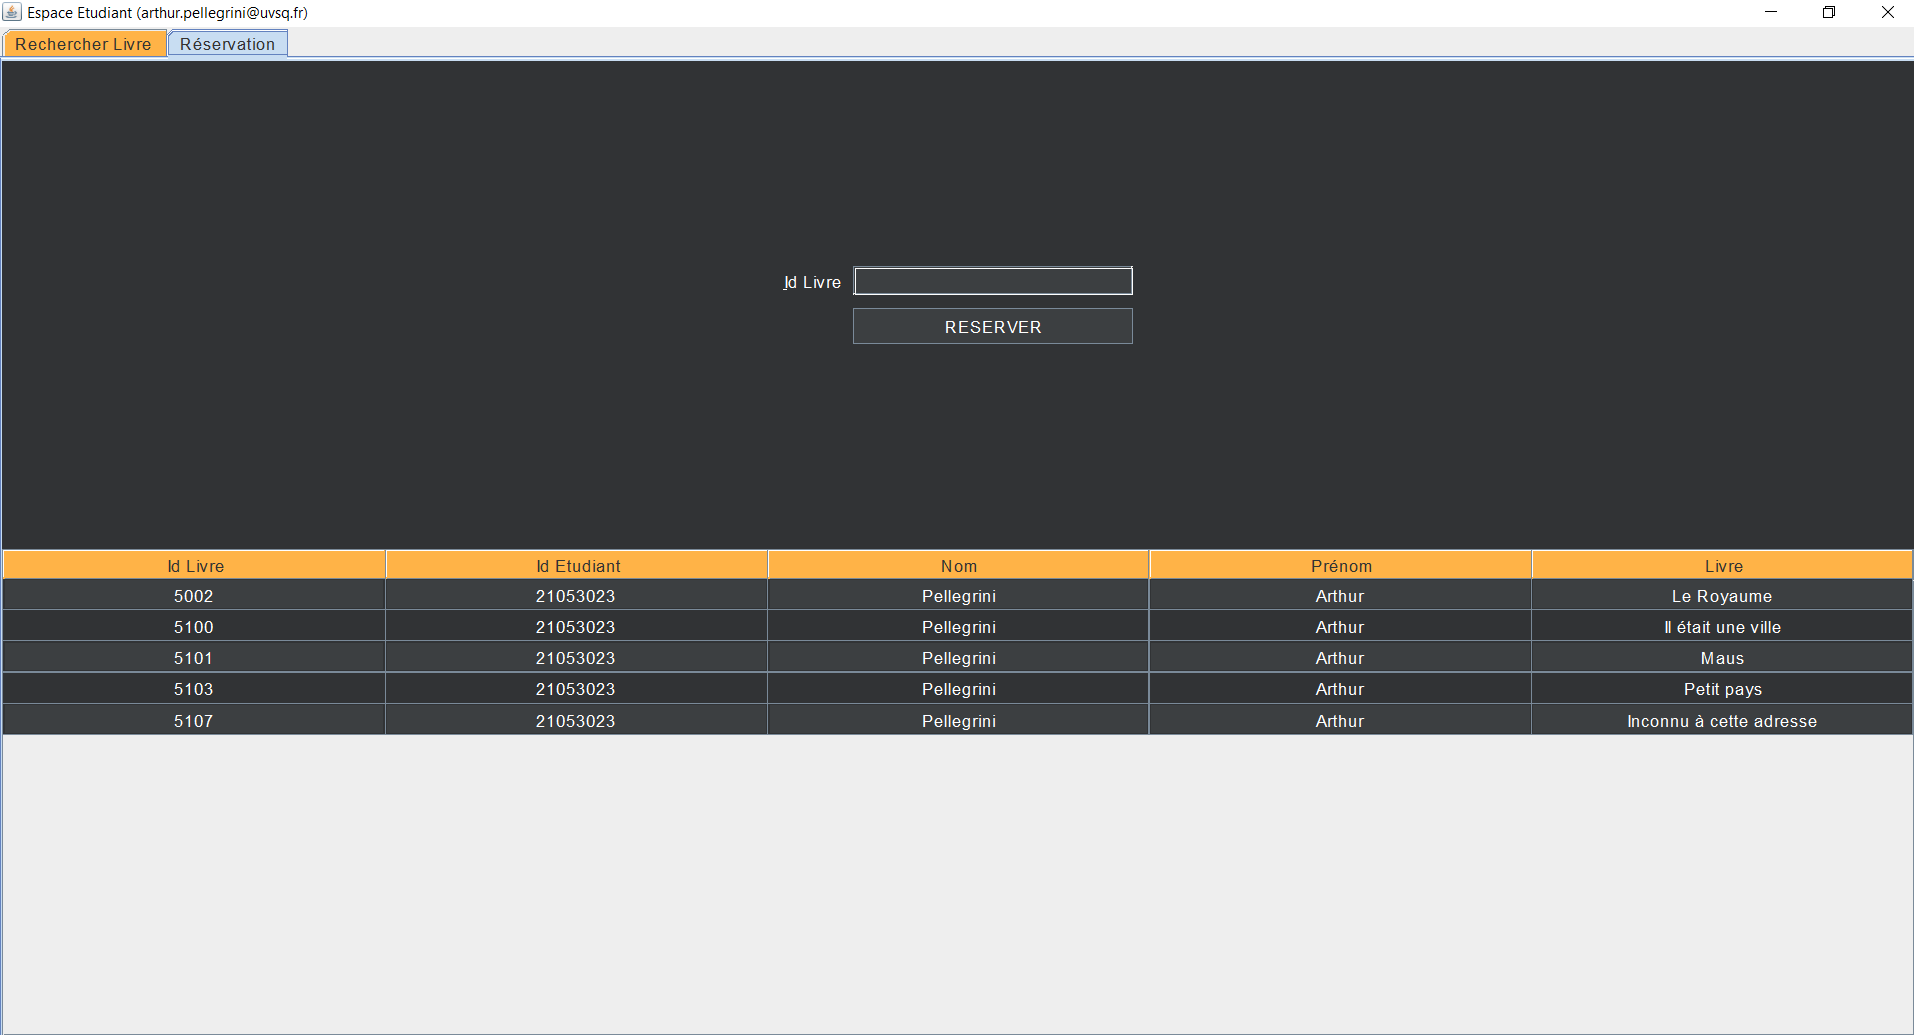 Espace Etudiant (arthur.pellegrini@uvsq.fr)
Rechercher Livre Réservation
Id Livre
RESERVER
Id Livre Id Etudiant Nom Prénom Livre
5002 21053023 Pellegrini Arthur Le Royaume
5100 21053023 Pellegrini Arthur Il était une ville
5101 21053023 Pellegrini Arthur Maus
5103 21053023 Pellegrini Arthur Petit pays
5107 21053023 Pellegrini Arthur Inconnu à cette adresse